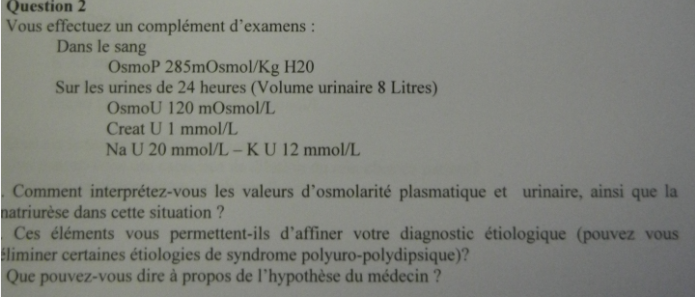 Question 2
Vous effectuez un complément d'examens :
Dans le sang
OsmoP 285mOsmol/Kg H20
Sur les urines de 24 heures (Volume urinaire 8 Litres)
OsmoU 120 mOsmol/L
Creat U 1 mmol/L
Na U 20 mmol/L – K U 12 mmol/L
. Comment interprétez-vous les valeurs d'osmolarité plasmatique et urinaire, ainsi que la
natriurèse dans cette situation ?
. Ces éléments vous permettent-ils d'affiner votre diagnostic étiologique (pouvez vous
éliminer certaines étiologies de syndrome polyuro-polydipsique)?
Que pouvez-vous dire à propos de l'hypothèse du médecin ?